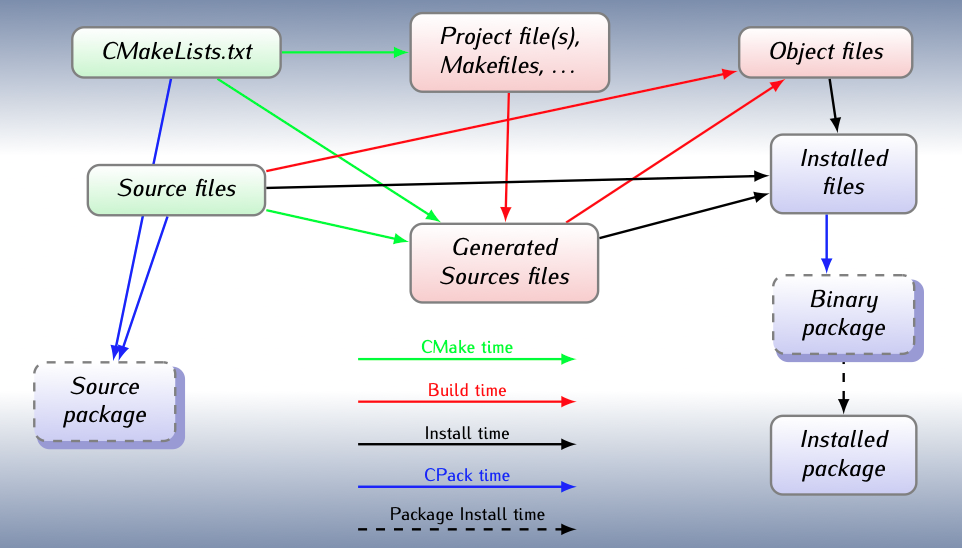 CMakeLists.txt
Project file(s),
Makefiles, ...
Object files
Installed
files
Source files
Generated
Sources files
Binary
package
CMake time
Source
package
Build time
Install time
Installed
package
CPack time
Package Install time